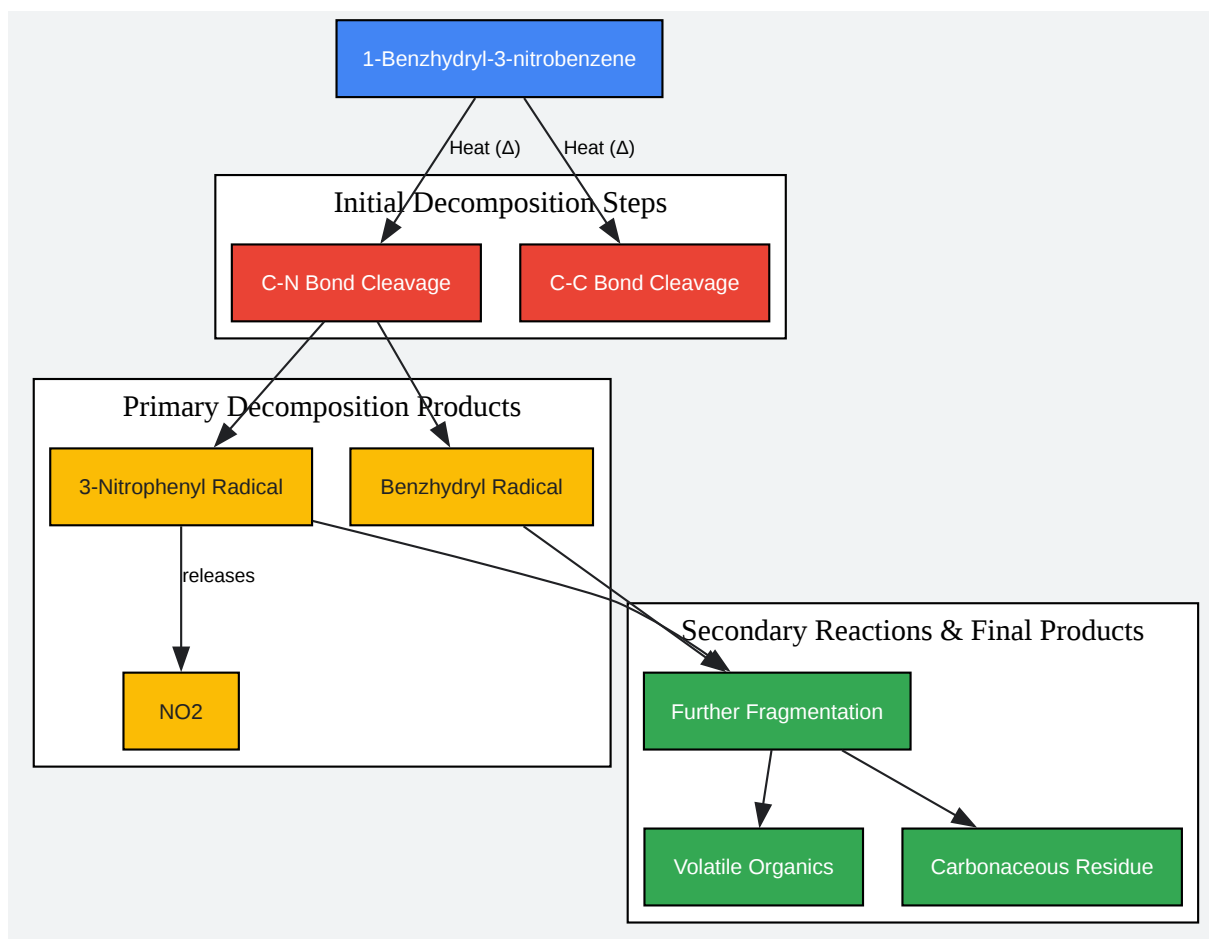 1-Benzhydryl-3-nitrobenzene
Heat (Δ)
Heat (Δ)
Initial Decomposition Steps
C-N Bond Cleavage
C-C Bond Cleavage
Primary Decomposition Products
3-Nitrophenyl Radical
Benzhydryl Radical
releases
Secondary Reactions & Final Products
NO2
Further Fragmentation
Volatile Organics
Carbonaceous Residue